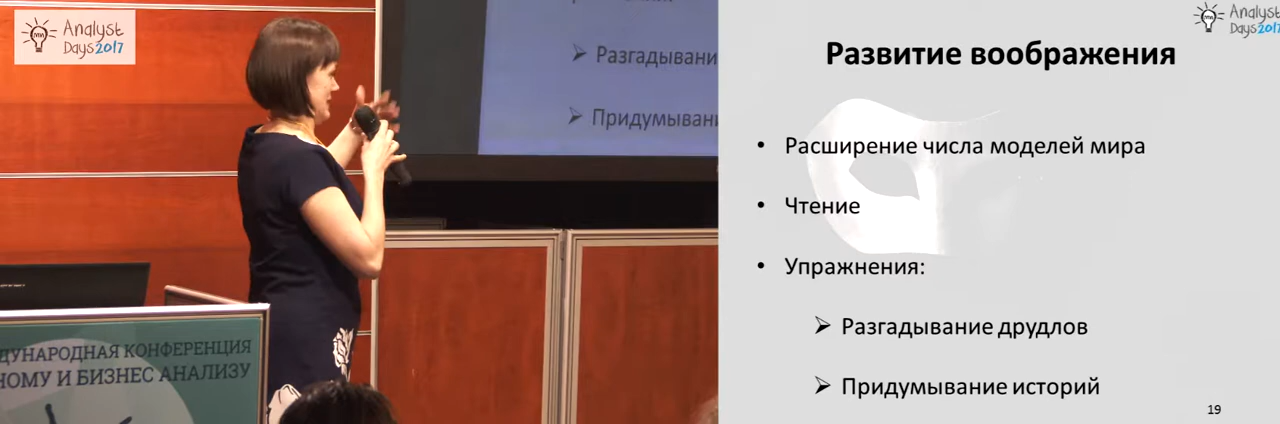 Analyst
Days 2017
Разгадывани
Придумывани
ДУНАРОДНАЯ КОНФЕРЕНЦИЯ
НОМУ И БИЗНЕС АНАЛИЗУ
Analyst
Days 2017
Развитие воображения
• Расширение числа моделей мира
• Чтение
• Упражнения:
➢ Разгадывание друдлов
➢ Придумывание историй
19